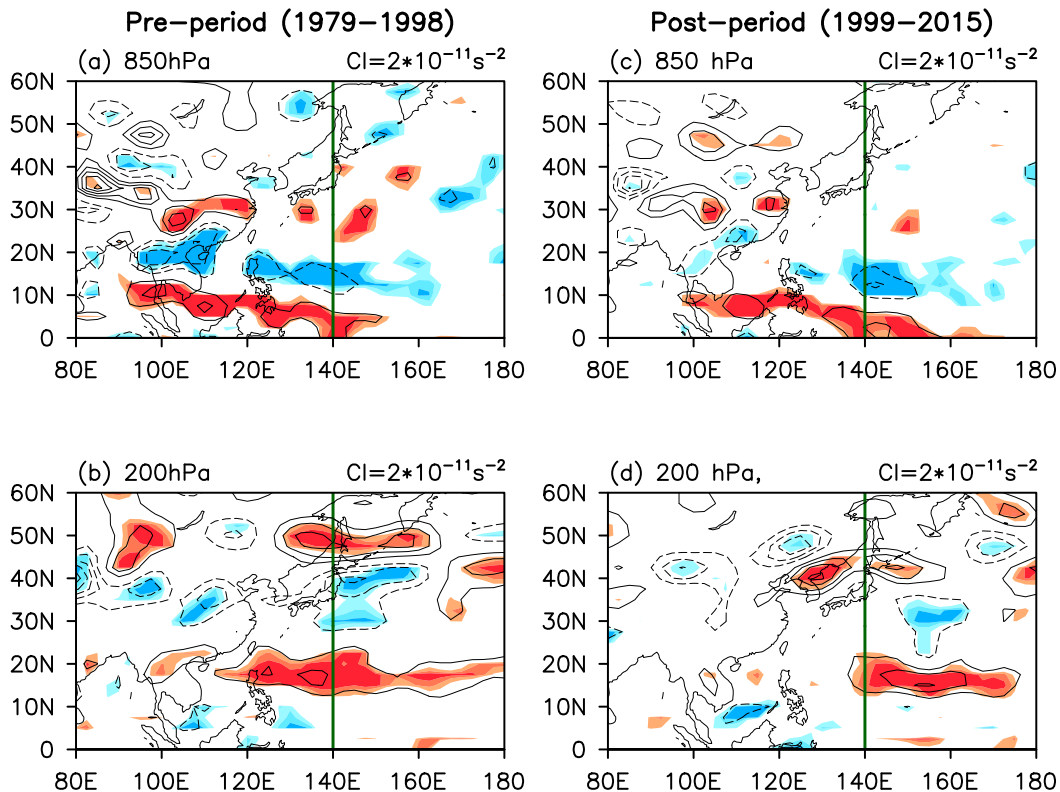 Pre-period (1979-1998)
Post-period (1999-2015)
(a) 850hPa CI=2*10⁻¹¹s⁻²
60N
50N
40N
30N
20N
10N
0
80E 100E 120E 140E 160E 180
(c) 850 hPa CI=2*10⁻¹¹s⁻²
60N
50N
40N
30N
20N
10N
0
80E 100E 120E 140E 160E 180
(b) 200hPa CI=2*10⁻¹¹s⁻²
60N
50N
40N
30N
20N
10N
0
80E 100E 120E 140E 160E 180
(d) 200 hPa, CI=2*10⁻¹¹s⁻²
60N
50N
40N
30N
20N
10N
0
80E 100E 120E 140E 160E 180